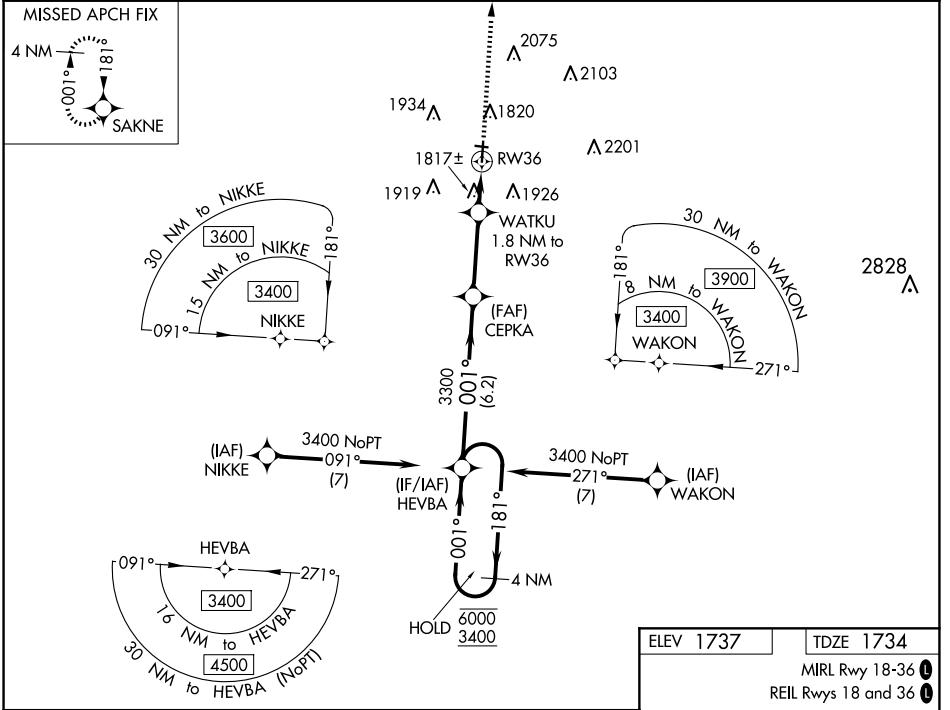 MISSED APCH FIX
4 NM
001°
181°
SAKNE
2075
2103
1934
1820
2201
1817±
RW36
1919
1926
WATKU
1.8 NM to
RW36
30 NM to NIKKE
3600
181°
15 NM to NIKKE
3400
NIKKE
091°
30 NM to WAKON
3900
181°
8 NM to WAKON
3400
WAKON
271°
2828
(FAF)
CEPKA
3300
001°
(6.2)
(IAF)
NIKKE
3400 NoPT
091°
(7)
(IF/IAF)
HEVBA
3400 NoPT
271°
(7)
(IAF)
WAKON
001°
181°
4 NM
HOLD
6000
3400
HEVBA
091°
271°
3400
16 NM to HEVBA
4500
30 NM to HEVBA (NoPT)
ELEV 1737
TDZE 1734
MIRL Rwy 18-36 L
REIL Rwys 18 and 36 L